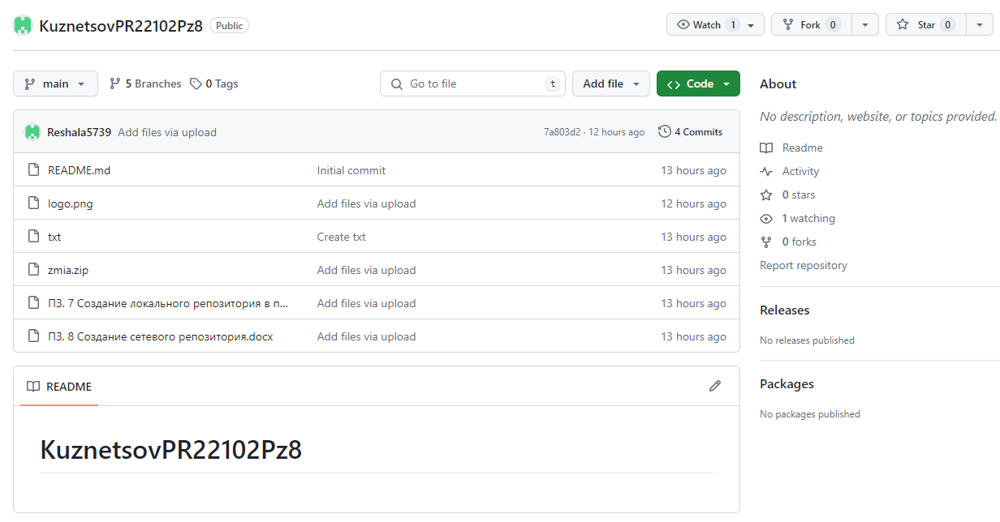 KuznetsovPR22102Pz8 Public Watch 1 Fork 0 Star 0
main 5 Branches 0 Tags Go to file t Add file <> Code
Reshala5739 Add files via upload 7a803d2 · 12 hours ago 4 Commits
README.md Initial commit 13 hours ago
logo.png Add files via upload 12 hours ago
txt Create txt 13 hours ago
zmia.zip Add files via upload 13 hours ago
ПЗ. 7 Создание локального репозитория в п... Add files via upload 13 hours ago
ПЗ. 8 Создание сетевого репозитория.docx Add files via upload 13 hours ago
README
KuznetsovPR22102Pz8
About
No description, website, or topics provided.
Readme
Activity
0 stars
1 watching
0 forks
Report repository
Releases
No releases published
Packages
No packages published